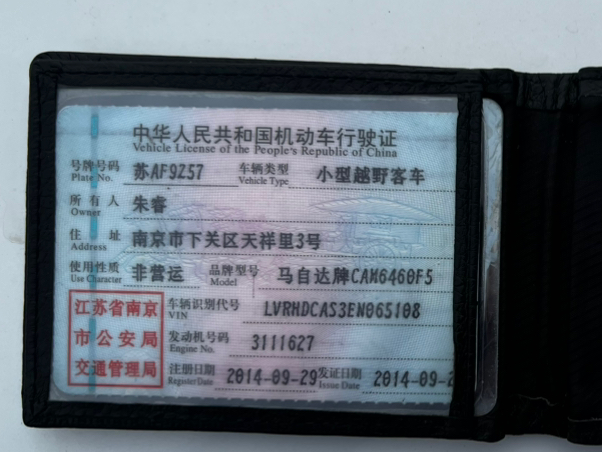 中华人民共和国机动车行驶证
Vehicle License of the People's Republic of China
号牌号码 苏AF9Z57 车辆类型 小型越野客车
Plate No. Vehicle Type
所有人 朱睿
Owner
住址 南京市下关区天祥里3号
Address
使用性质 非营运 品牌型号 马自达牌CAM6460F5
Use Character Model
江苏省南京
市公安局
交通管理局
车辆识别代号 LVRHDCAS3EN065108
VIN
发动机号码 3111627
Engine No.
注册日期 2014-09-29 发证日期 2014-09-2
Register Date Issue Date